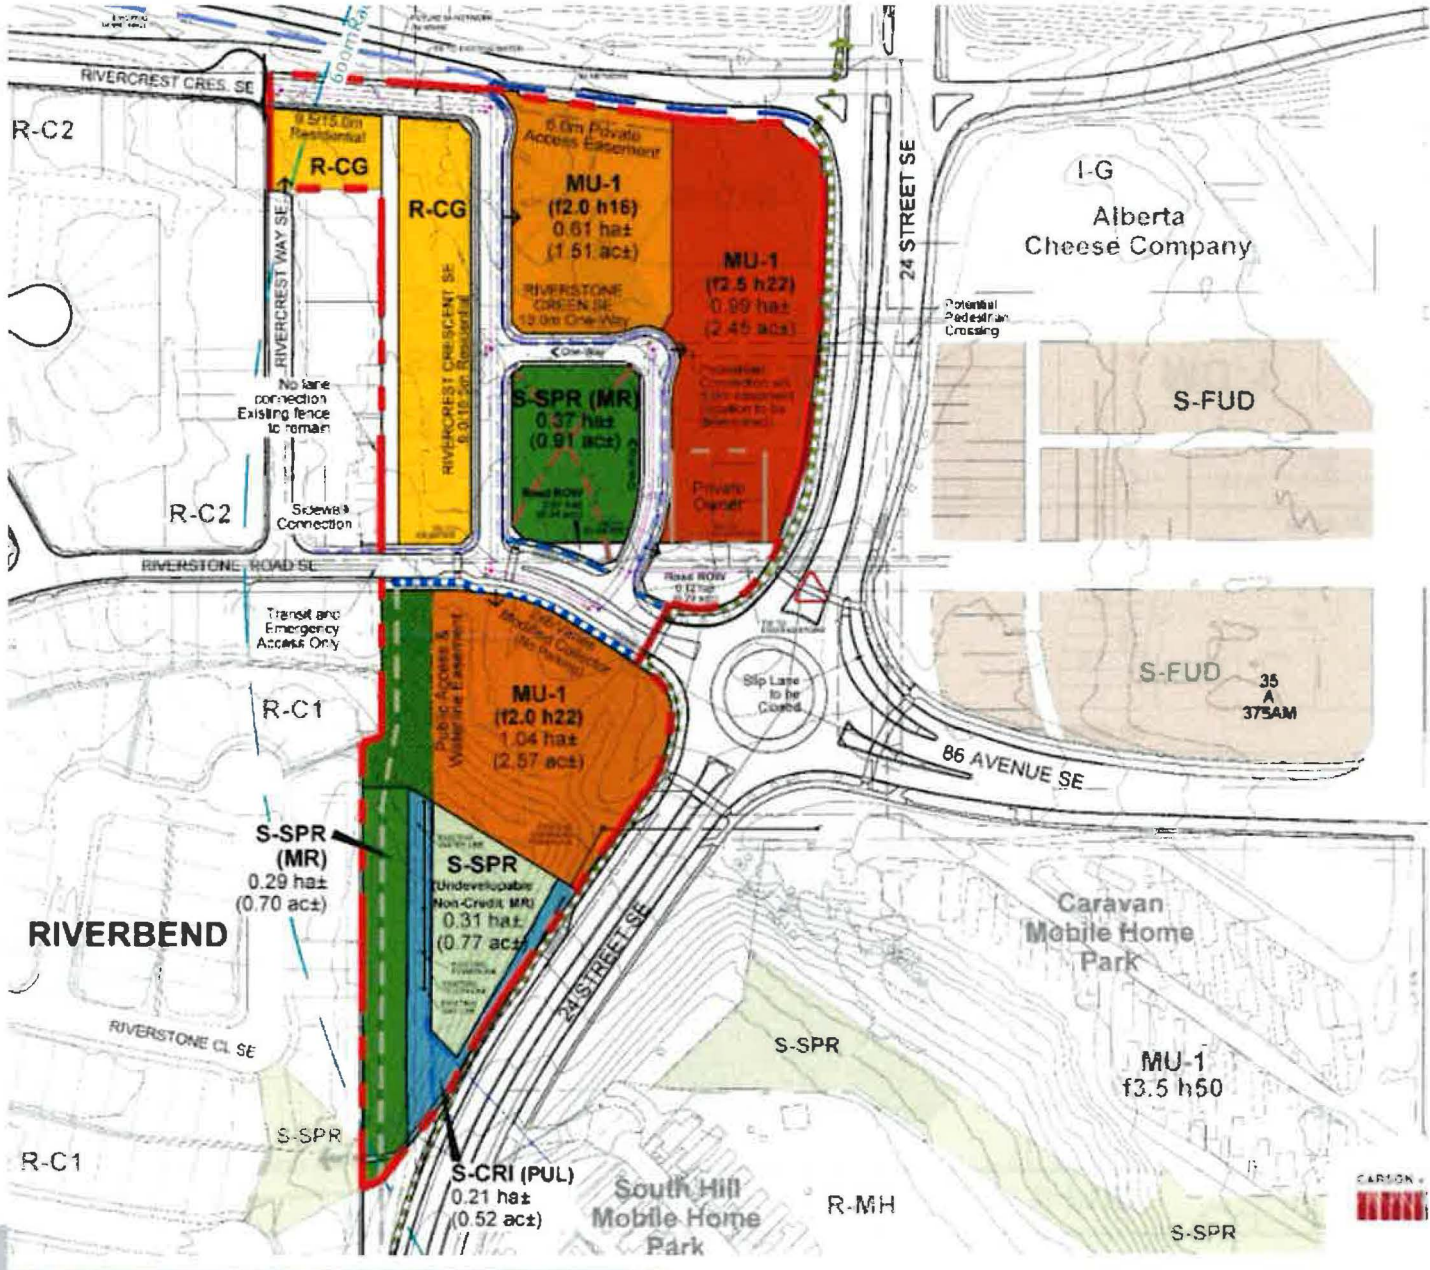 RIVERCREST CRES. SE
R-C2
9.5/15.0m
Residential
R-CG
R-CG
6.0m Private
Access Easement
MU-1
(f2.0 h16)
0.61 ha±
(1.51 ac±)
RIVERSTONE
GREEN SE
13.0m One-Way
MU-1
(f2.5 h22)
0.99 ha±
(2.45 ac±)
24 STREET SE
I-G
Alberta
Cheese Company
Potential
Pedestrian
Crossing
S-FUD
RIVERCREST WAY SE
RIVERCREST CRESCENT SE
No lane
connection
Existing fence
to remain
One-Way
S-SPR (MR)
0.37 ha±
(0.91 ac±)
Road ROW
Private
Owner
R-C2
Sidewalk
Connection
RIVERSTONE ROAD SE
Road ROW
Transit and
Emergency
Access Only
Public Access &
Waterline Easement
Modified Collector
(No Parking)
R-C1
MU-1
(f2.0 h22)
1.04 ha±
(2.57 ac±)
Slip Lane
to be
Closed
S-FUD
35
A
375AM
86 AVENUE SE
S-SPR
(MR)
0.29 ha±
(0.70 ac±)
S-SPR
(Undevelopable
Non-Credit MR)
0.31 ha±
(0.77 ac±)
RIVERBEND
24 STREET SE
Caravan
Mobile Home
Park
RIVERSTONE CL SE
S-SPR
MU-1
f3.5 h50
S-SPR
R-C1
S-CRI (PUL)
0.21 ha±
(0.52 ac±)
South Hill
Mobile Home
Park
R-MH
S-SPR
CARSON